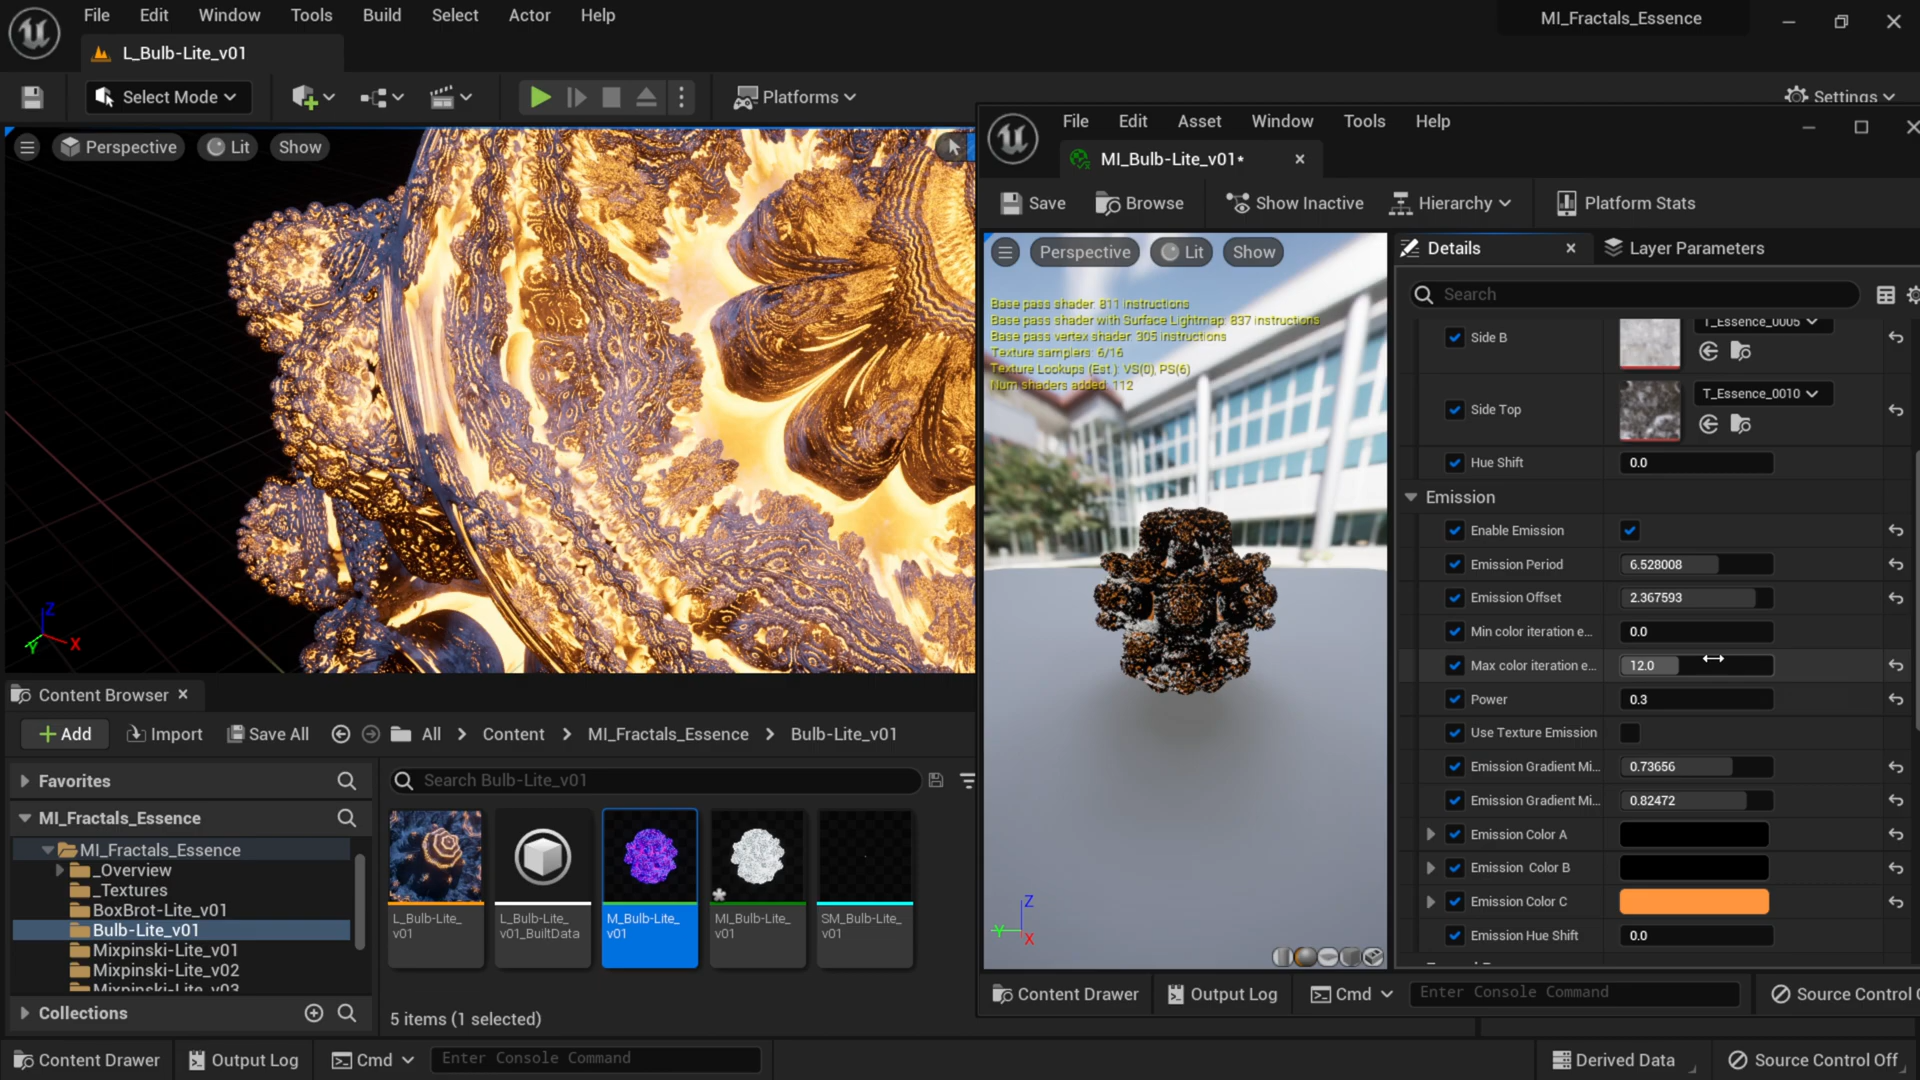 File Edit Window Tools Build Select Actor Help
MI_Fractals_Essence
L_Bulb-Lite_v01
Select Mode
Platforms
Settings
Perspective Lit Show
File Edit Asset Window Tools Help
MI_Bulb-Lite_v01*
Save Browse Show Inactive Hierarchy Platform Stats
Perspective Lit Show
Base pass shader: 811 instructions
Base pass shader with Surface Lightmap: 837 instructions
Base pass vertex shader: 305 instructions
Texture samplers: 6/16
Texture Lookups (Est.): VS(0), PS(6)
Num shaders added: 112
Details Layer Parameters
Search
Side B T_Essence_0005
Side Top T_Essence_0010
Hue Shift 0.0
Emission
Enable Emission
Emission Period 6.528008
Emission Offset 2.367593
Min color iteration e... 0.0
Max color iteration e... 12.0
Power 0.3
Use Texture Emission
Emission Gradient Mi... 0.73656
Emission Gradient Mi... 0.82472
Emission Color A
Emission Color B
Emission Color C
Emission Hue Shift 0.0
Z
X
Y
Z
Y
X
Content Drawer Output Log Cmd Enter Console Command Source Control
Content Browser
Add Import Save All All Content MI_Fractals_Essence Bulb-Lite_v01
Favorites
Search Bulb-Lite_v01
MI_Fractals_Essence
MI_Fractals_Essence
_Overview
_Textures
BoxBrot-Lite_v01
Bulb-Lite_v01
Mixpinski-Lite_v01
Mixpinski-Lite_v02
Mixpinski-Lite_v03
Collections
L_Bulb-Lite_
v01
L_Bulb-Lite_
v01_BuiltData
M_Bulb-Lite_
v01
MI_Bulb-Lite_
v01
SM_Bulb-Lite_
v01
5 items (1 selected)
Content Drawer Output Log Cmd Enter Console Command Derived Data Source Control Off